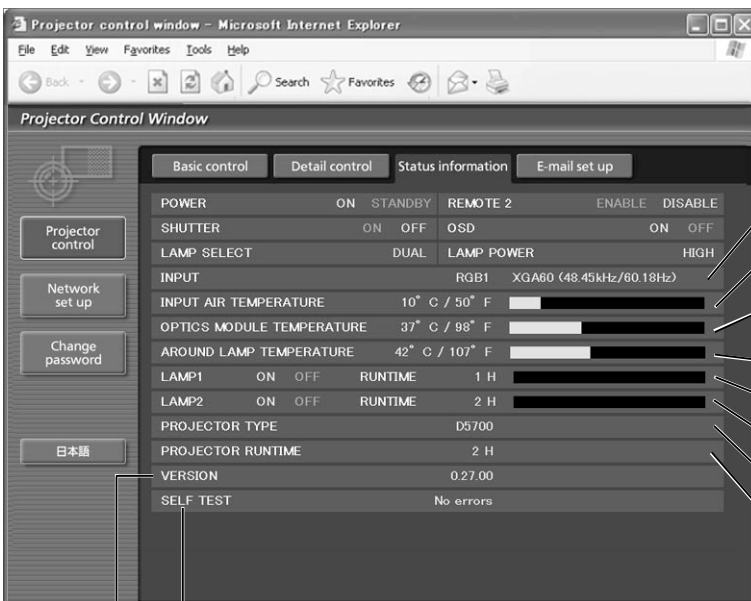 Projector control window - Microsoft Internet Explorer
File Edit View Favorites Tools Help
Back Search Favorites
Projector Control Window
Basic control Detail control Status information E-mail set up
Projector control
Network set up
Change password
日本語
POWER ON STANDBY REMOTE 2 ENABLE DISABLE
SHUTTER ON OFF OSD ON OFF
LAMP SELECT DUAL LAMP POWER HIGH
INPUT RGB1 XGA60 (48.45kHz/60.18Hz)
INPUT AIR TEMPERATURE 10° C / 50° F
OPTICS MODULE TEMPERATURE 37° C / 98° F
AROUND LAMP TEMPERATURE 42° C / 107° F
LAMP1 ON OFF RUNTIME 1 H
LAMP2 ON OFF RUNTIME 2 H
PROJECTOR TYPE D5700
PROJECTOR RUNTIME 2 H
VERSION 0.27.00
SELF TEST No errors